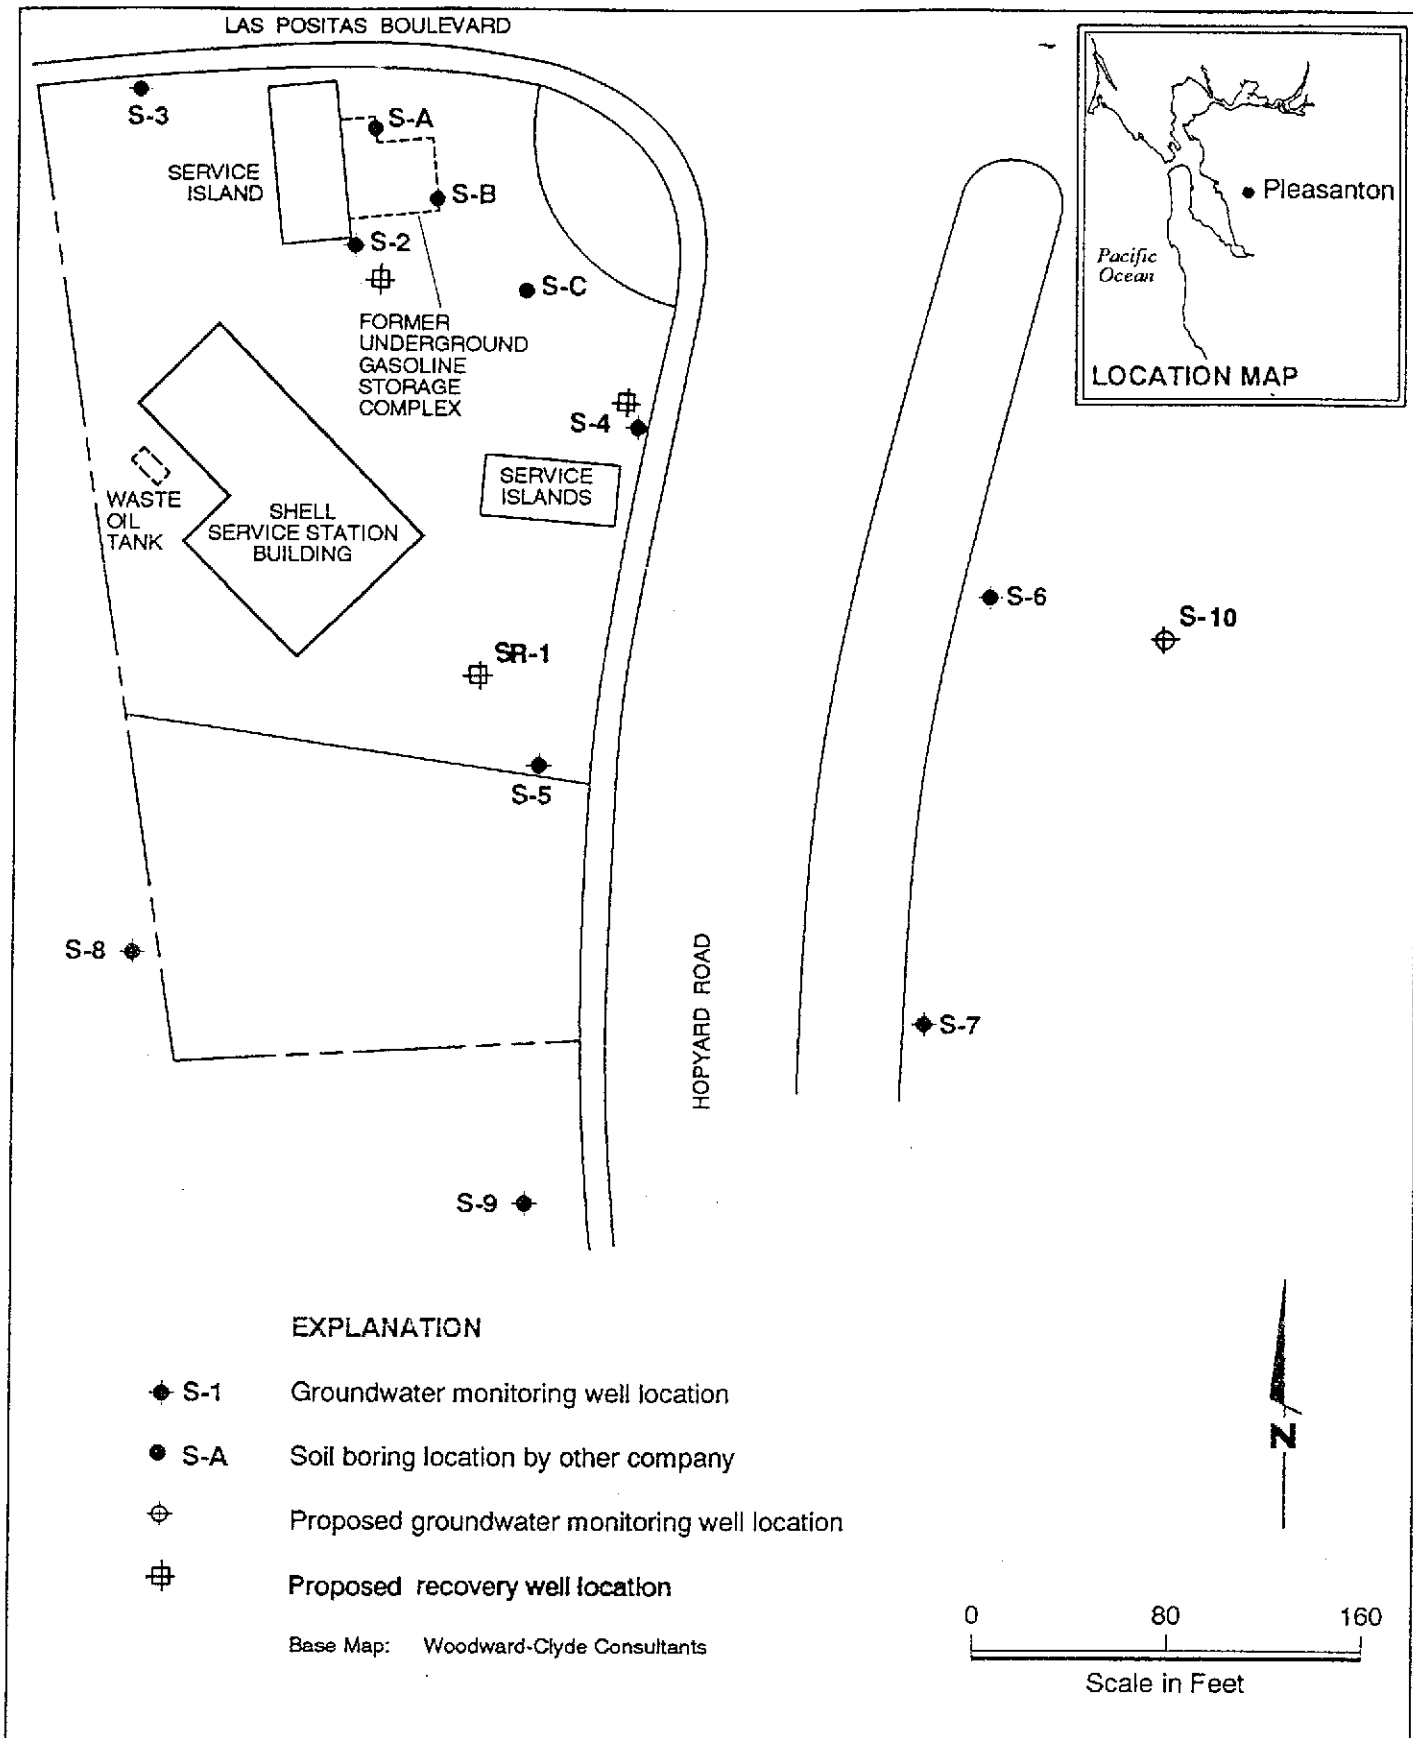 LAS POSITAS BOULEVARD
S-3
S-A
SERVICE
ISLAND
S-B
S-2
S-C
FORMER
UNDERGROUND
GASOLINE
STORAGE
COMPLEX
Pleasanton
Pacific
Ocean
LOCATION MAP
S-4
SERVICE
ISLANDS
WASTE
OIL
TANK
SHELL
SERVICE STATION
BUILDING
S-6
S-10
SR-1
S-5
S-8
HOPYARD ROAD
S-7
S-9
EXPLANATION
S-1 Groundwater monitoring well location
S-A Soil boring location by other company
Proposed groundwater monitoring well location
Proposed recovery well location
Base Map: Woodward-Clyde Consultants
N
0 80 160
Scale in Feet